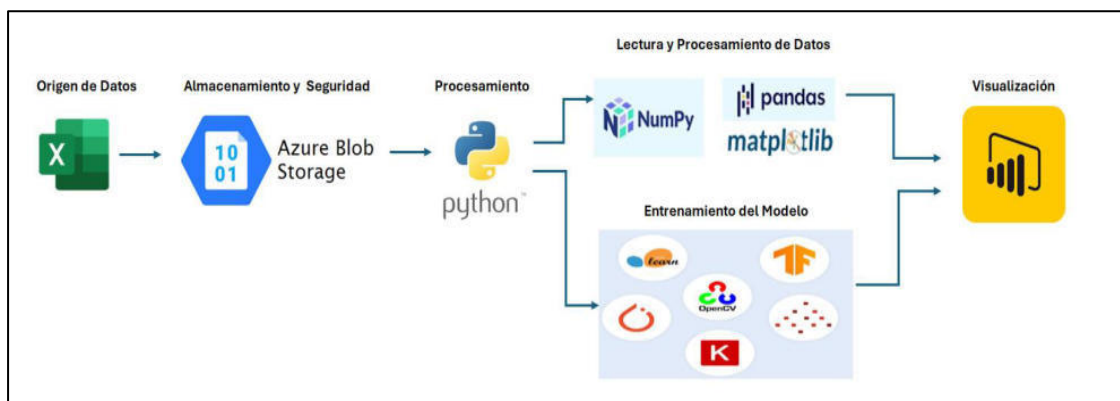 Lectura y Procesamiento de Datos
Origen de Datos
Almacenamiento y Seguridad
Procesamiento
Visualización
X
10
01
Azure Blob
Storage
python™
NumPy
pandas
matplotlib
Entrenamiento del Modelo
learn
OpenCV
K